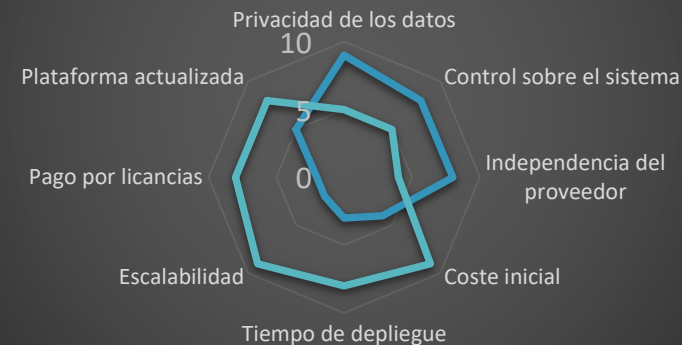 Privacidad de los datos
10
Plataforma actualizada
Control sobre el sistema
5
Pago por licancias
0
Independencia del
proveedor
Escalabilidad
Coste inicial
Tiempo de depliegue